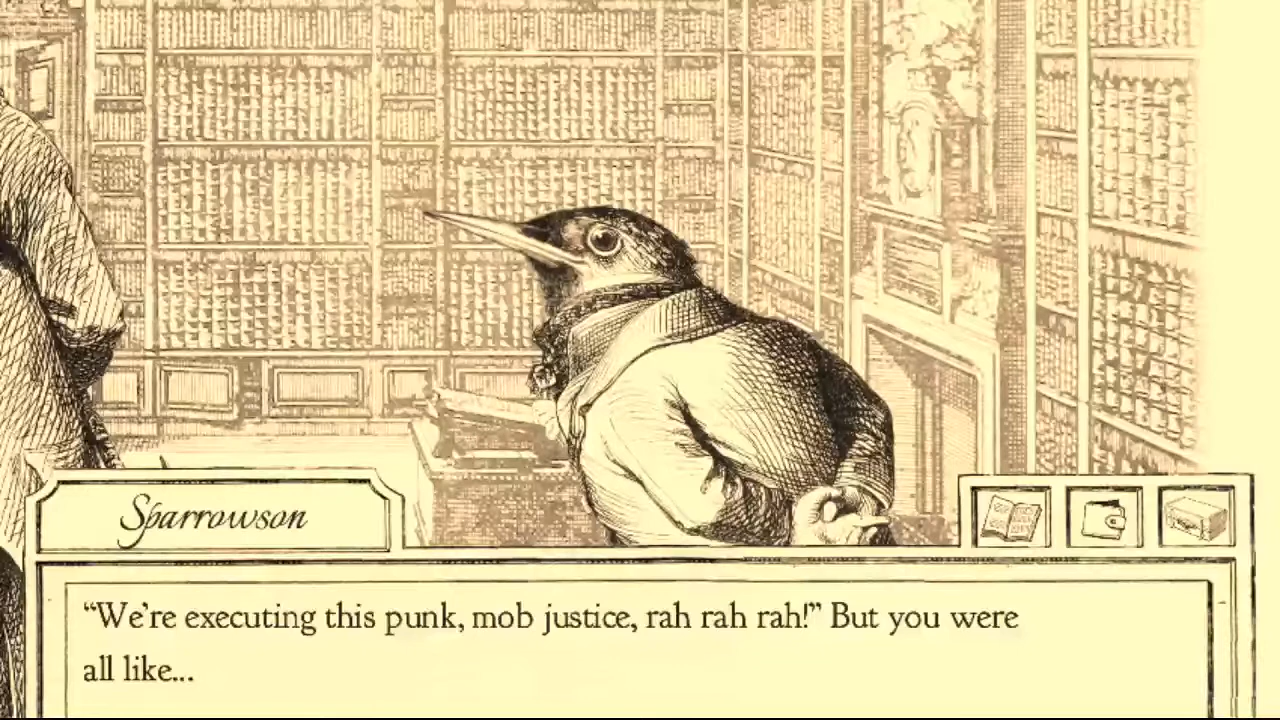 Sparrowson
“We’re executing this punk, mob justice, rah rah rah!” But you were
all like...